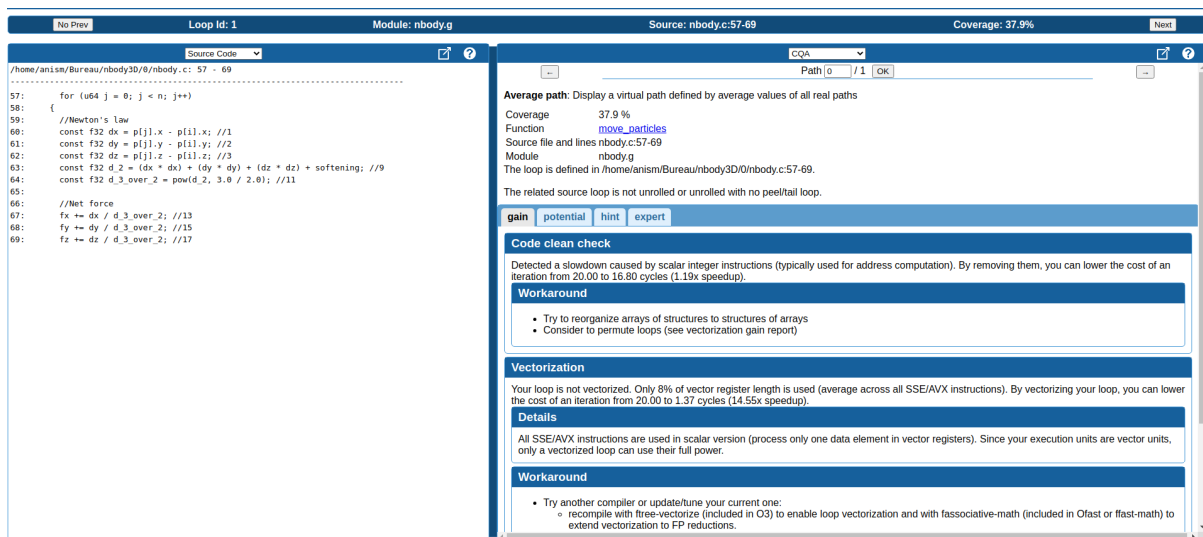 No Prev Loop Id: 1 Module: nbody.g Source: nbody.c:57-69 Coverage: 37.9% Next
Source Code
/home/anism/Bureau/nbody3D/0/nbody.c: 57 - 69
--------------------------------------------------------------------------------
57: for (u64 j = 0; j < n; j++)
58: {
59: //Newton's law
60: const f32 dx = p[j].x - p[i].x; //1
61: const f32 dy = p[j].y - p[i].y; //2
62: const f32 dz = p[j].z - p[i].z; //3
63: const f32 d_2 = (dx * dx) + (dy * dy) + (dz * dz) + softening; //9
64: const f32 d_3_over_2 = pow(d_2, 3.0 / 2.0); //11
65:
66: //Net force
67: fx += dx / d_3_over_2; //13
68: fy += dy / d_3_over_2; //15
69: fz += dz / d_3_over_2; //17
CQA
← Path 0 / 1 OK →
Average path: Display a virtual path defined by average values of all real paths
Coverage 37.9 %
Function move_particles
Source file and lines nbody.c:57-69
Module nbody.g
The loop is defined in /home/anism/Bureau/nbody3D/0/nbody.c:57-69.
The related source loop is not unrolled or unrolled with no peel/tail loop.
gain potential hint expert
Code clean check
Detected a slowdown caused by scalar integer instructions (typically used for address computation). By removing them, you can lower the cost of an
iteration from 20.00 to 16.80 cycles (1.19x speedup).
Workaround
• Try to reorganize arrays of structures to structures of arrays
• Consider to permute loops (see vectorization gain report)
Vectorization
Your loop is not vectorized. Only 8% of vector register length is used (average across all SSE/AVX instructions). By vectorizing your loop, you can lower
the cost of an iteration from 20.00 to 1.37 cycles (14.55x speedup).
Details
All SSE/AVX instructions are used in scalar version (process only one data element in vector registers). Since your execution units are vector units,
only a vectorized loop can use their full power.
Workaround
• Try another compiler or update/tune your current one:
◦ recompile with ftree-vectorize (included in O3) to enable loop vectorization and with fassociative-math (included in Ofast or ffast-math) to
extend vectorization to FP reductions.